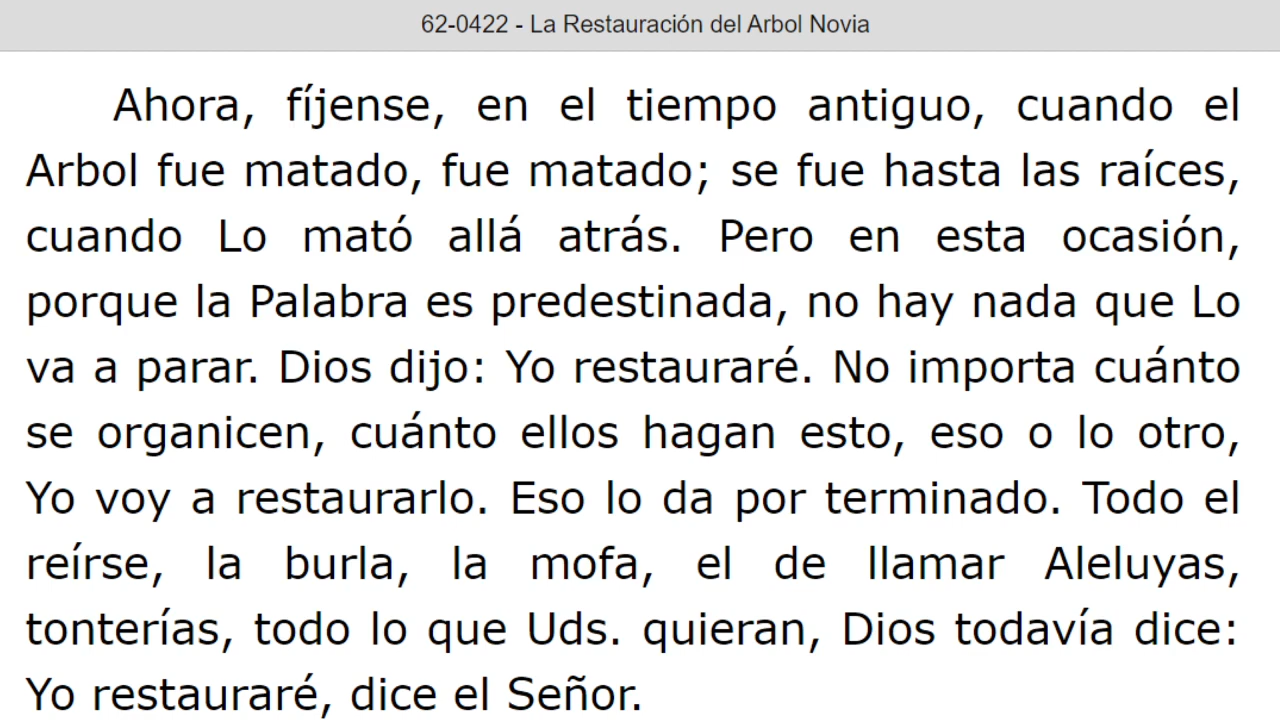 62-0422 - La Restauración del Arbol Novia
Ahora, fíjense, en el tiempo antiguo, cuando el
Arbol fue matado, fue matado; se fue hasta las raíces,
cuando Lo mató allá atrás. Pero en esta ocasión,
porque la Palabra es predestinada, no hay nada que Lo
va a parar. Dios dijo: Yo restauraré. No importa cuánto
se organicen, cuánto ellos hagan esto, eso o lo otro,
Yo voy a restaurarlo. Eso lo da por terminado. Todo el
reírse, la burla, la mofa, el de llamar Aleluyas,
tonterías, todo lo que Uds. quieran, Dios todavía dice:
Yo restauraré, dice el Señor.